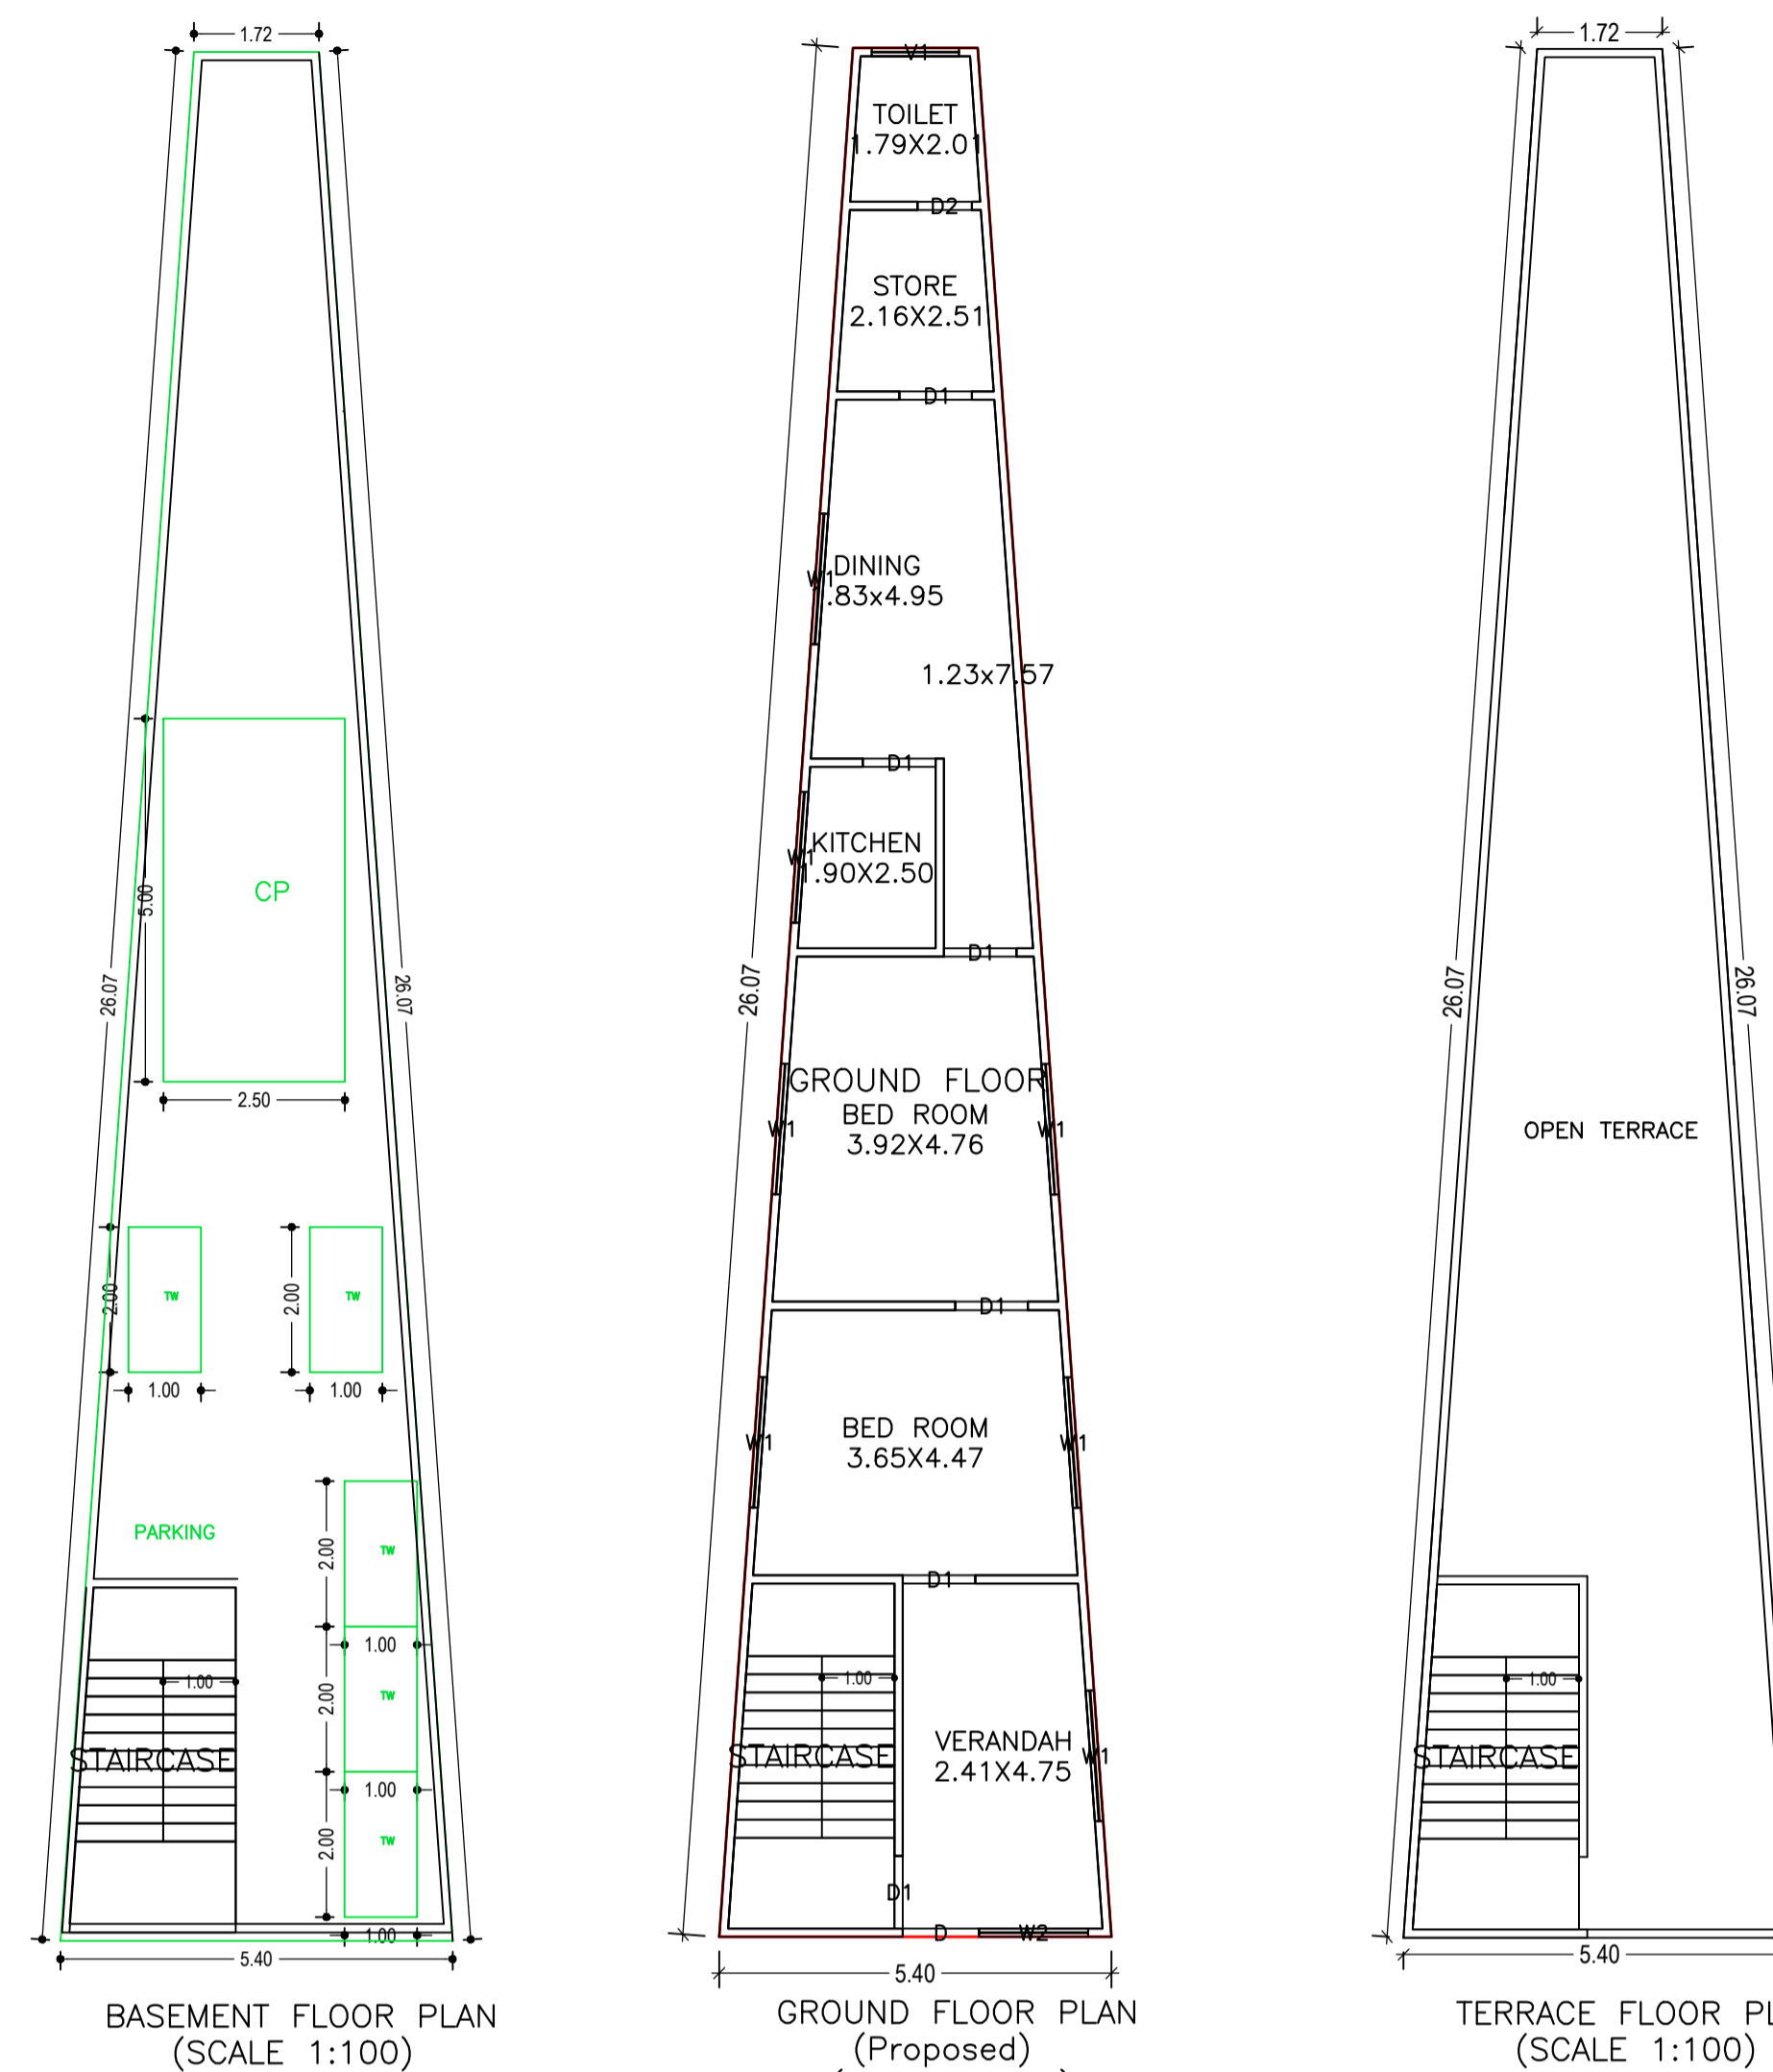 1.72
26.07
26.07
5.00
CP
2.50
2.00
TW
2.00
TW
1.00
1.00
PARKING
2.00
TW
1.00
2.00
TW
1.00
1.00
STAIRCASE
2.00
TW
1.00
5.40
BASEMENT FLOOR PLAN
(SCALE 1:100)
V1
TOILET
1.79X2.01
D2
STORE
2.16X2.51
D1
DINING
W1
.83x4.95
1.23x7.57
D1
KITCHEN
W1
1.90X2.50
D1
26.07
GROUND FLOOR
BED ROOM
3.92X4.76
W1
W1
D1
BED ROOM
3.65X4.47
W1
W1
D1
1.00
STAIRCASE
VERANDAH
2.41X4.75
W1
D1
D
W2
5.40
GROUND FLOOR PLAN
(Proposed)
1.72
26.07
26.07
OPEN TERRACE
1.00
STAIRCASE
5.40
TERRACE FLOOR PL
(SCALE 1:100)